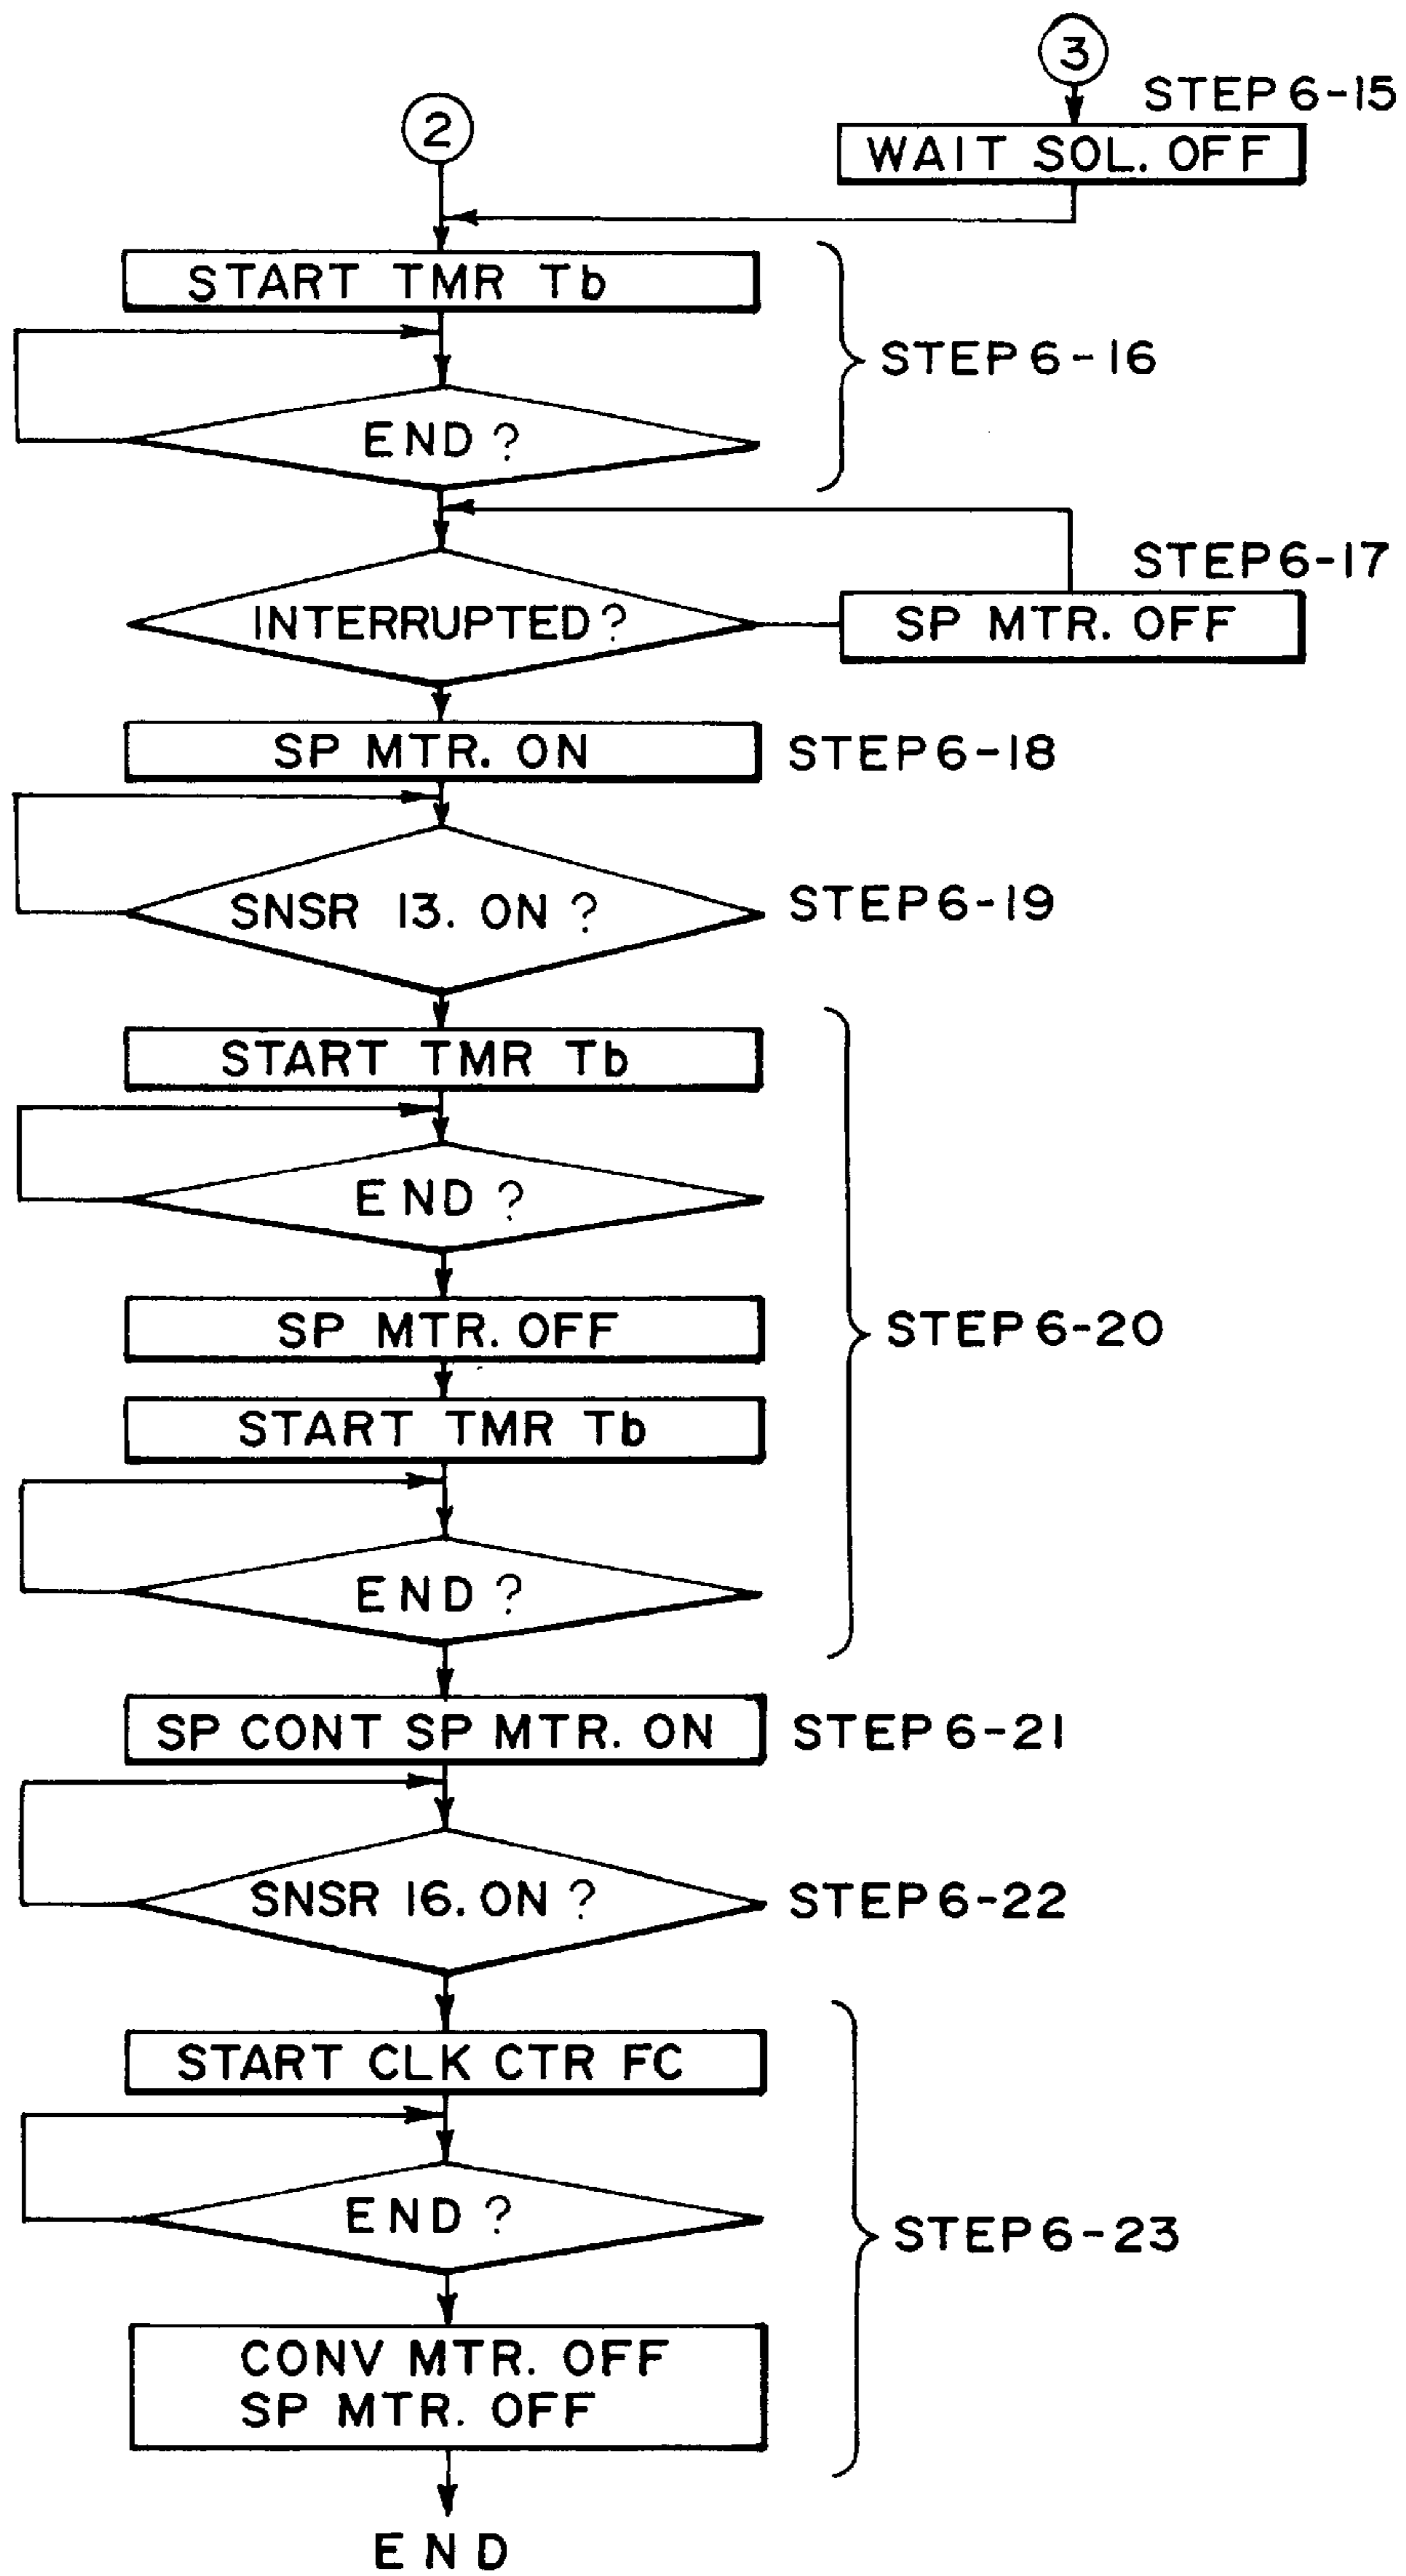 3
STEP 6-15
2
WAIT SOL. OFF
START TMR Tb
STEP 6-16
END ?
STEP 6-17
INTERRUPTED ?
SP MTR. OFF
SP MTR. ON
STEP 6-18
SNSR 13. ON ?
STEP 6-19
START TMR Tb
END ?
SP MTR. OFF
STEP 6-20
START TMR Tb
END ?
SP CONT SP MTR. ON
STEP 6-21
SNSR 16. ON ?
STEP 6-22
START CLK CTR FC
END ?
STEP 6-23
CONV MTR. OFF
SP MTR. OFF
END